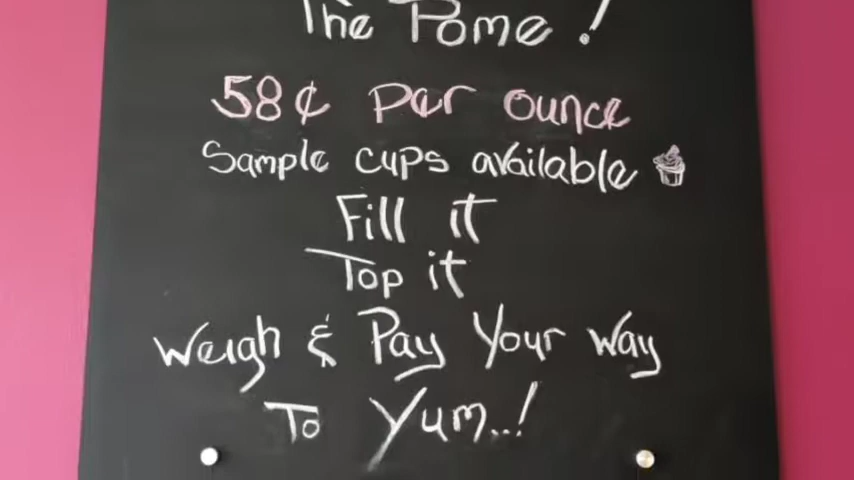 The Pome!
58¢ Per ounce
Sample cups available
Fill it
Top it
Weigh & Pay Your Way
To Yum..!